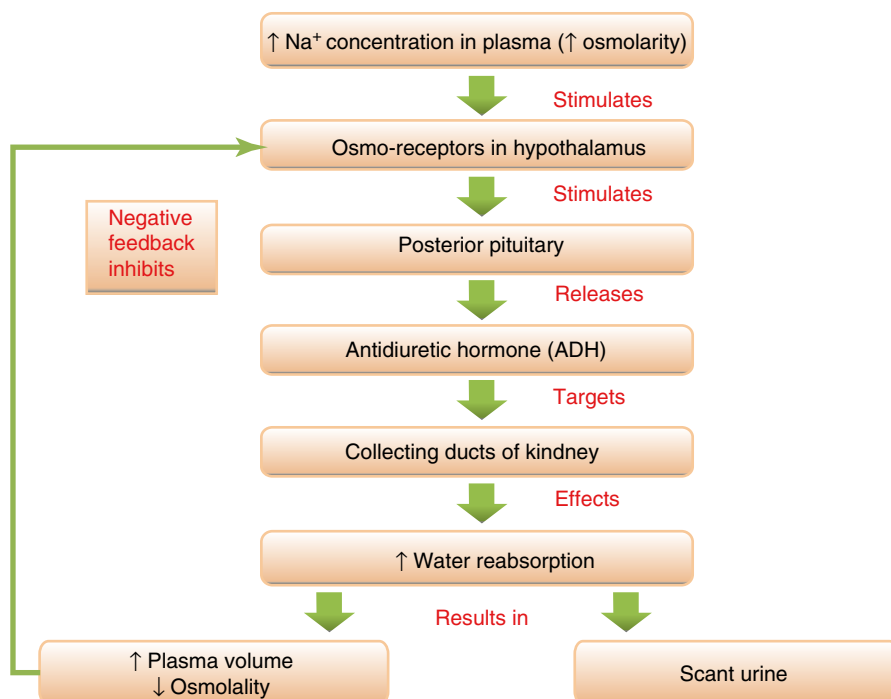 ↑ Na⁺ concentration in plasma (↑ osmolarity)
Stimulates
Osmo-receptors in hypothalamus
Stimulates
Negative
feedback
inhibits
Posterior pituitary
Releases
Antidiuretic hormone (ADH)
Targets
Collecting ducts of kindney
Effects
↑ Water reabsorption
Results in
↑ Plasma volume
↓ Osmolality
Scant urine